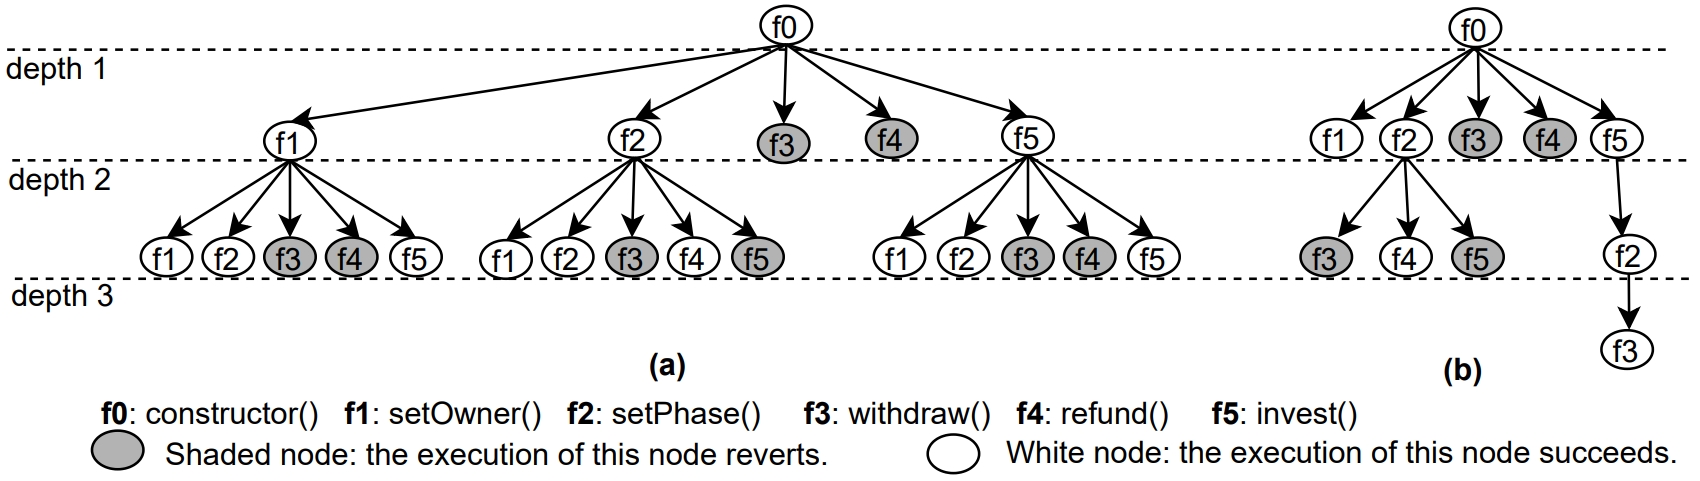 f0 f0
depth 1
f1 f2 f3 f4 f5 f1 f2 f3 f4 f5
depth 2
f1 f2 f3 f4 f5 f1 f2 f3 f4 f5 f1 f2 f3 f4 f5 f3 f4 f5 f2
depth 3
f3
(a) (b)
f0: constructor() f1: setOwner() f2: setPhase() f3: withdraw() f4: refund() f5: invest()
Shaded node: the execution of this node reverts. White node: the execution of this node succeeds.